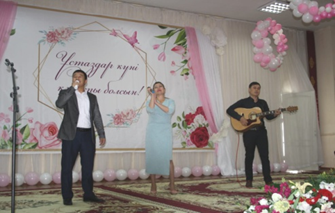 Ұстаздар күні
болсын!